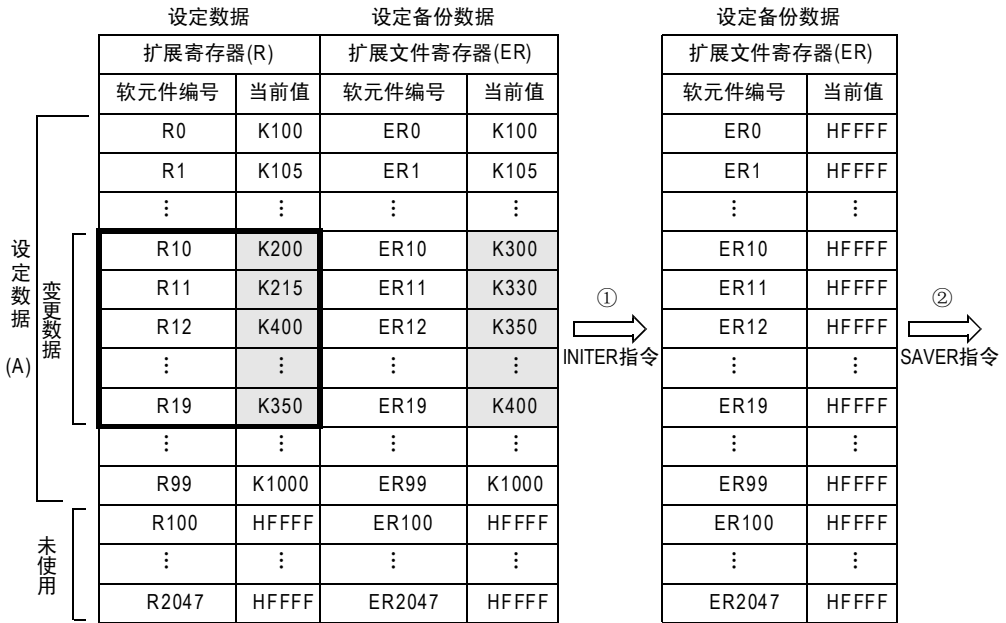 设定数据 设定备份数据 设定备份数据
扩展寄存器(R) 扩展文件寄存器(ER) 扩展文件寄存器(ER)
软元件编号 当前值 软元件编号 当前值 软元件编号 当前值
R0 K100 ER0 K100 ER0 HFFFF
R1 K105 ER1 K105 ER1 HFFFF
⋮ ⋮ ⋮ ⋮ ⋮ ⋮
R10 K200 ER10 K300 ER10 HFFFF
R11 K215 ER11 K330 ER11 HFFFF
R12 K400 ER12 K350 ER12 HFFFF
⋮ ⋮ ⋮ ⋮ ⋮ ⋮
R19 K350 ER19 K400 ER19 HFFFF
⋮ ⋮ ⋮ ⋮ ⋮ ⋮
R99 K1000 ER99 K1000 ER99 HFFFF
R100 HFFFF ER100 HFFFF ER100 HFFFF
⋮ ⋮ ⋮ ⋮ ⋮ ⋮
R2047 HFFFF ER2047 HFFFF ER2047 HFFFF
设定数据
(A)
变更数据
未使用
①
INITER指令
②
SAVER指令